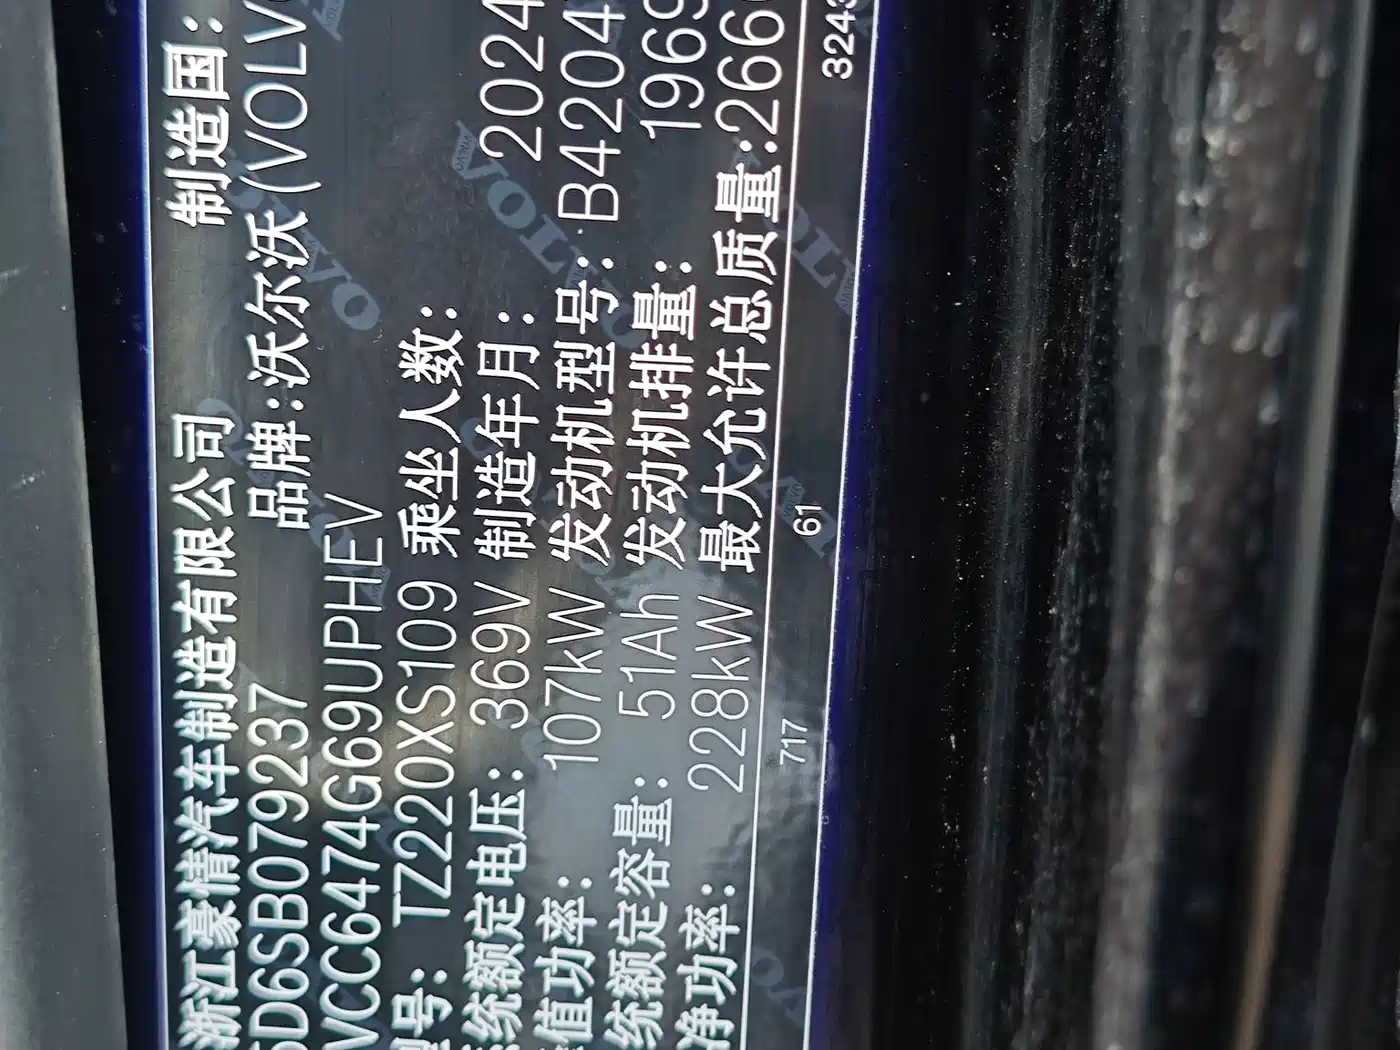 浙江豪情汽车制造有限公司 制造国:
5D6SB079237 品牌:沃尔沃 (VOLV
VCC6474G69UPHEV
型号: TZ220XS109 乘坐人数:
统额定电压: 369V 制造年月: 2024
值功率: 107kW 发动机型号: B4204
统额定容量: 51Ah 发动机排量: 1969
净功率: 228kW 最大允许总质量:266
717 61 3243